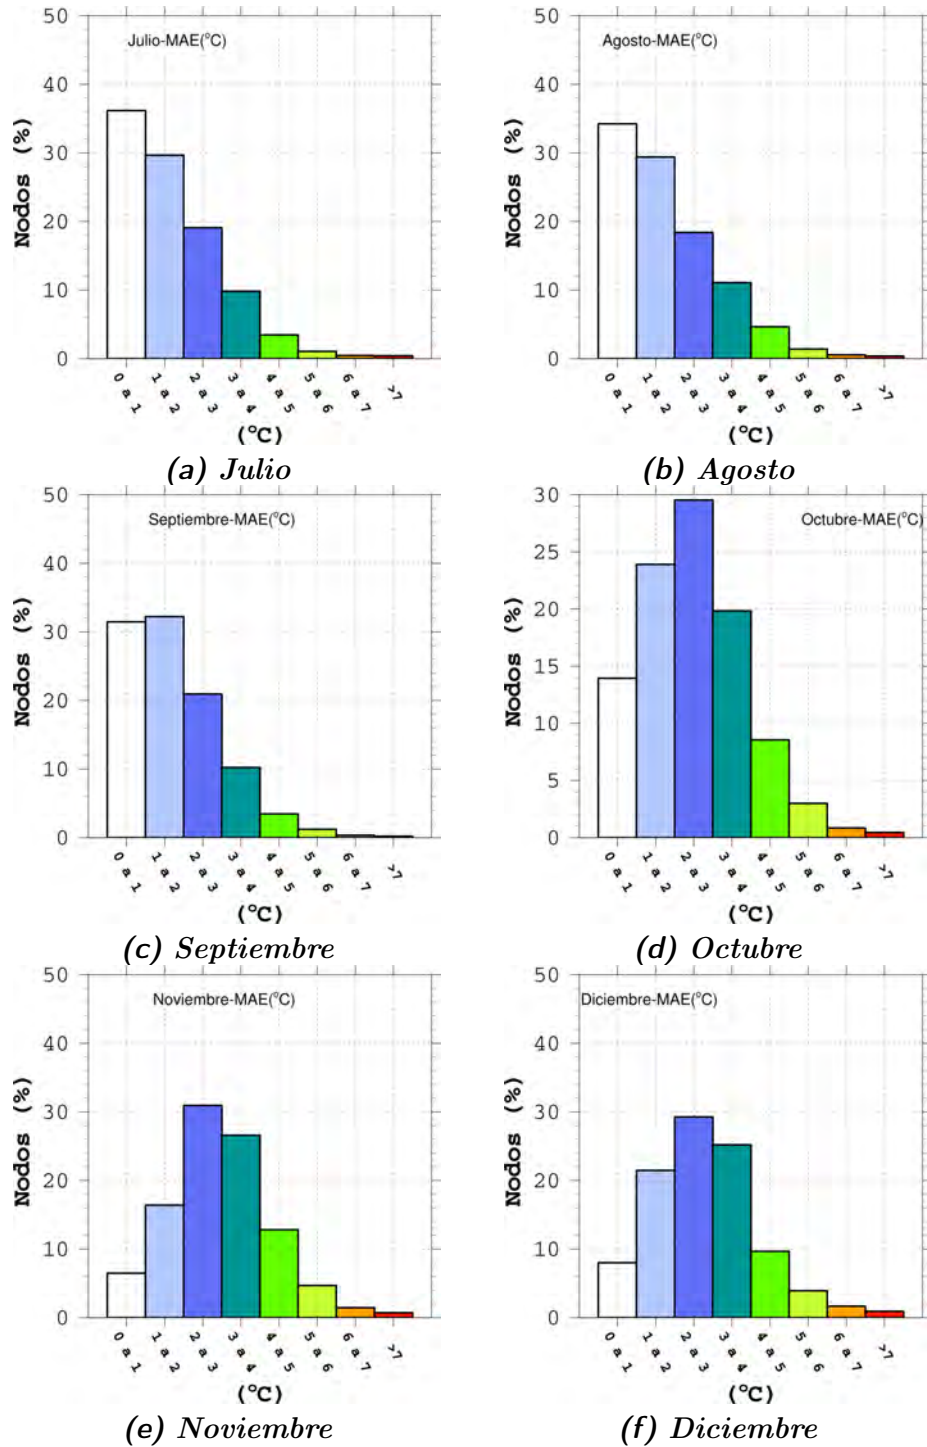 Julio-MAE(°C)
Nodos (%)
50
40
30
20
10
0
0 a 1
1 a 2
2 a 3
3 a 4
4 a 5
5 a 6
6 a 7
>7
(°C)
(a) Julio
Agosto-MAE(°C)
Nodos (%)
50
40
30
20
10
0
0 a 1
1 a 2
2 a 3
3 a 4
4 a 5
5 a 6
6 a 7
>7
(°C)
(b) Agosto
Septiembre-MAE(°C)
Nodos (%)
50
40
30
20
10
0
0 a 1
1 a 2
2 a 3
3 a 4
4 a 5
5 a 6
6 a 7
>7
(°C)
(c) Septiembre
Octubre-MAE(°C)
Nodos (%)
30
25
20
15
10
5
0
0 a 1
1 a 2
2 a 3
3 a 4
4 a 5
5 a 6
6 a 7
>7
(°C)
(d) Octubre
Noviembre-MAE(°C)
Nodos (%)
50
40
30
20
10
0
0 a 1
1 a 2
2 a 3
3 a 4
4 a 5
5 a 6
6 a 7
>7
(°C)
(e) Noviembre
Diciembre-MAE(°C)
Nodos (%)
50
40
30
20
10
0
0 a 1
1 a 2
2 a 3
3 a 4
4 a 5
5 a 6
6 a 7
>7
(°C)
(f) Diciembre